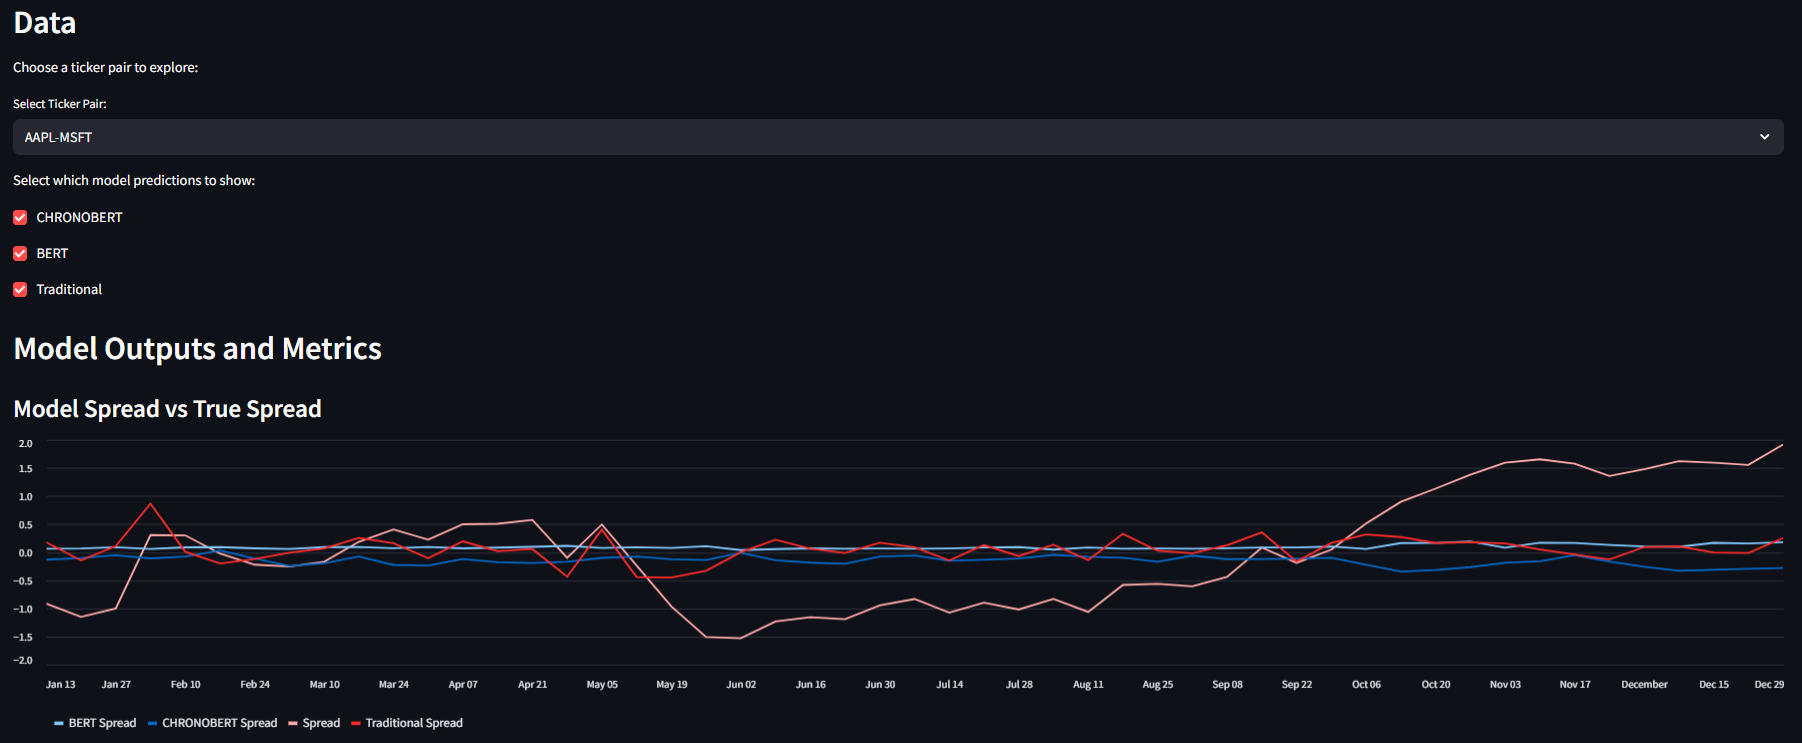 Data
Choose a ticker pair to explore:
Select Ticker Pair:
AAPL-MSFT
Select which model predictions to show:
CHRONOBERT
BERT
Traditional
Model Outputs and Metrics
Model Spread vs True Spread
2.0
1.5
1.0
0.5
0.0
−0.5
−1.0
−1.5
−2.0
Jan 13 Jan 27 Feb 10 Feb 24 Mar 10 Mar 24 Apr 07 Apr 21 May 05 May 19 Jun 02 Jun 16 Jun 30 Jul 14 Jul 28 Aug 11 Aug 25 Sep 08 Sep 22 Oct 06 Oct 20 Nov 03 Nov 17 December Dec 15 Dec 29
BERT Spread CHRONOBERT Spread Spread Traditional Spread